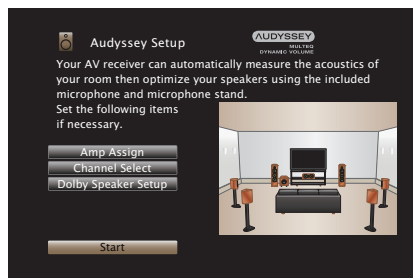 Audyssey Setup
AUDYSSEY
MULTEQ
DYNAMIC VOLUME
Your AV receiver can automatically measure the acoustics of
your room then optimize your speakers using the included
microphone and microphone stand.
Set the following items
if necessary.
Amp Assign
Channel Select
Dolby Speaker Setup
Start